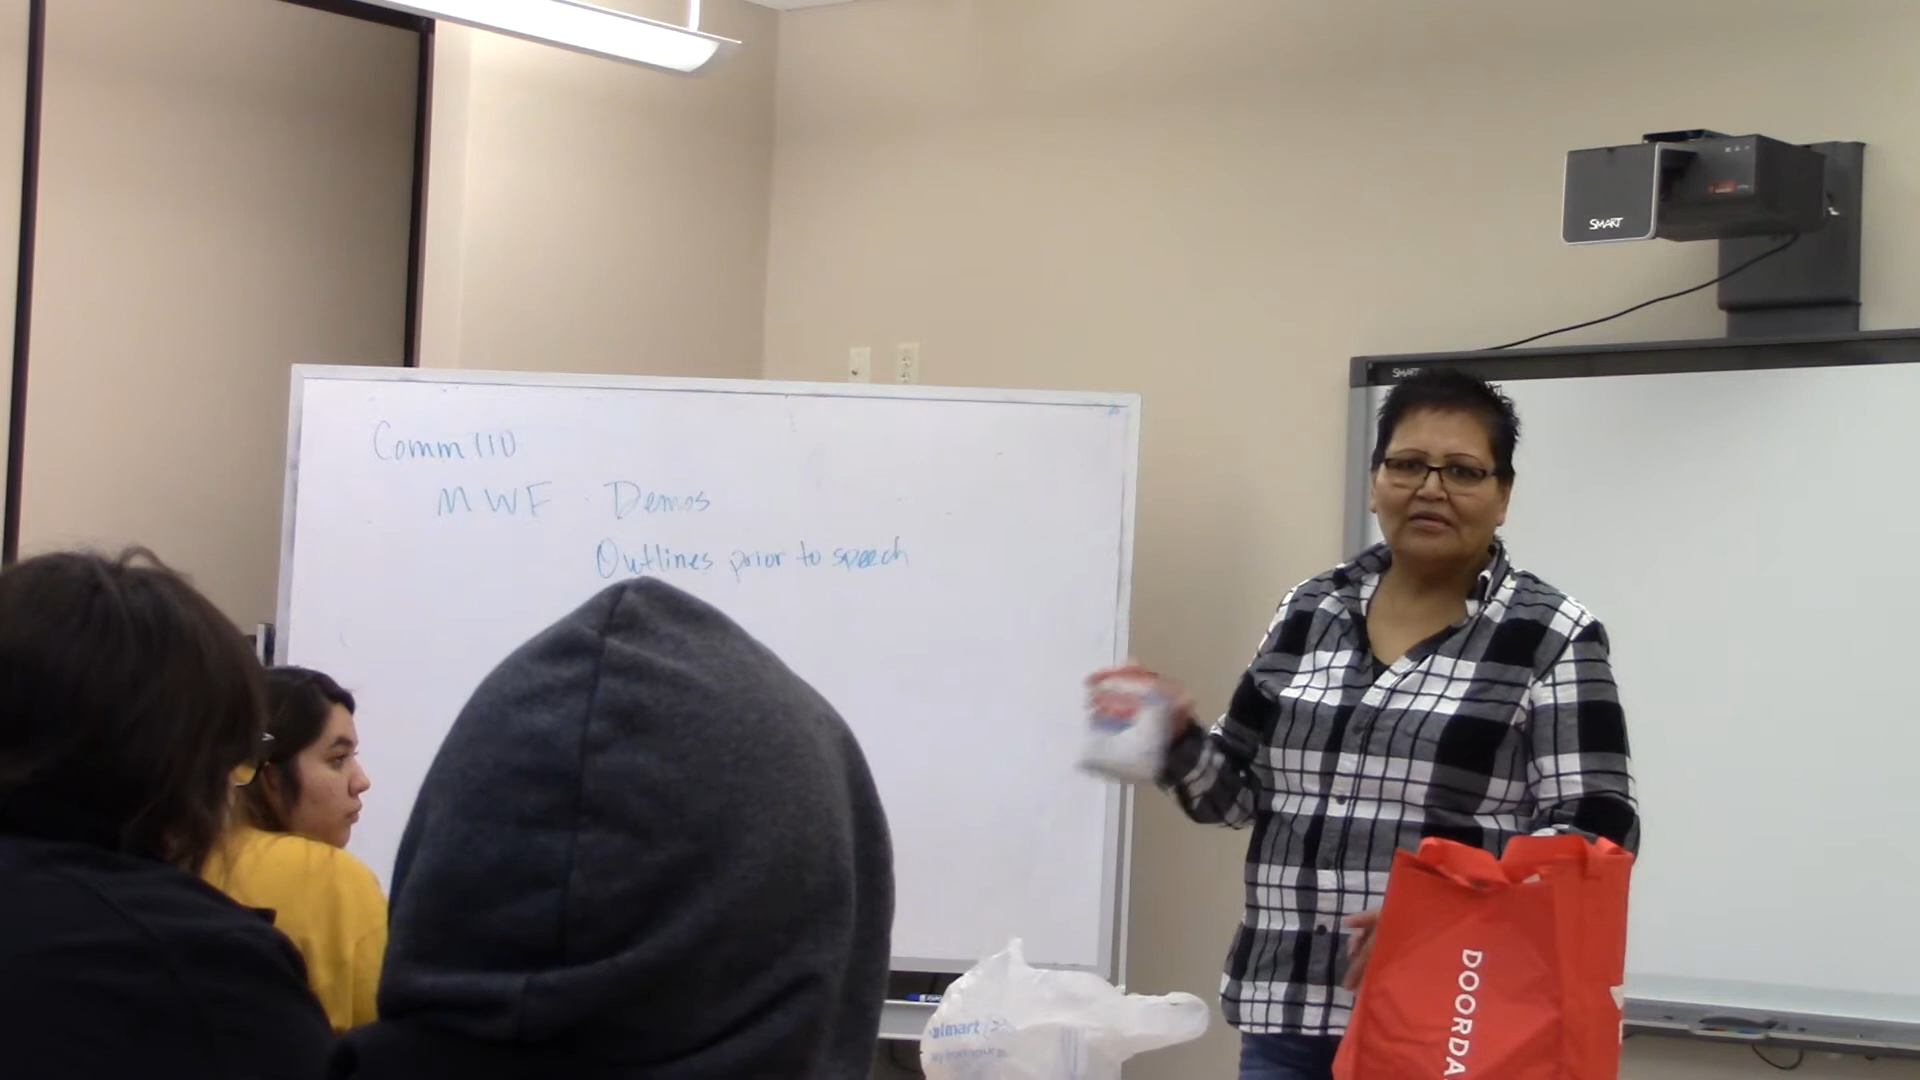 Comm 110
MWF Demos
Outlines prior to speech
SMART
SMART
DOORDA
almart